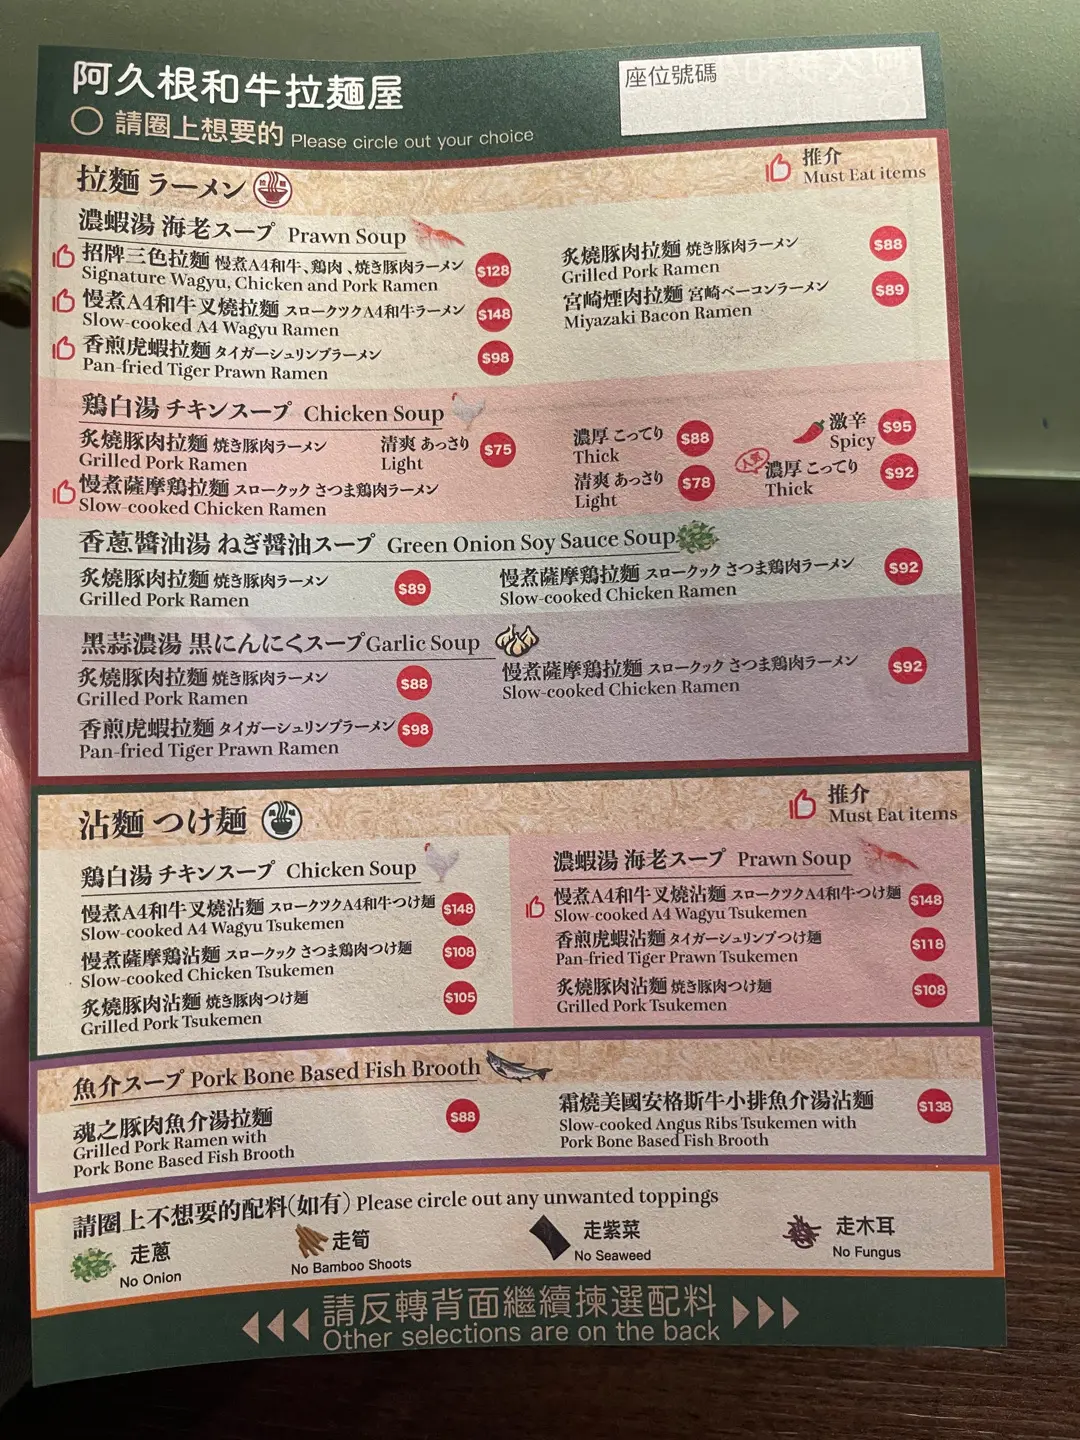 阿久根和牛拉麵屋
座位號碼
請圈上想要的 Please circle out your choice
拉麵 ラーメン
推介
Must Eat items
濃蝦湯 海老スープ Prawn Soup
招牌三色拉麵 慢煮A4和牛、鶏肉、焼き豚肉ラーメン $128
Signature Wagyu, Chicken and Pork Ramen
慢煮A4和牛叉燒拉麵 スロークツクA4和牛ラーメン $148
Slow-cooked A4 Wagyu Ramen
香煎虎蝦拉麵 タイガーシュリンプラーメン $98
Pan-fried Tiger Prawn Ramen
炙燒豚肉拉麵 焼き豚肉ラーメン $88
Grilled Pork Ramen
宮崎煙肉拉麵 宮崎ベーコンラーメン $89
Miyazaki Bacon Ramen
鶏白湯 チキンスープ Chicken Soup
炙燒豚肉拉麵 焼き豚肉ラーメン 清爽 あっさり $75 濃厚 こってり $88 激辛 $95
Grilled Pork Ramen Light Thick Spicy
慢煮薩摩鶏拉麵 スロークック さつま鶏肉ラーメン 清爽 あっさり $78 人気 濃厚 こってり $92
Slow-cooked Chicken Ramen Light Thick
香蔥醬油湯 ねぎ醤油スープ Green Onion Soy Sauce Soup
炙燒豚肉拉麵 焼き豚肉ラーメン $89
Grilled Pork Ramen
慢煮薩摩鶏拉麵 スロークック さつま鶏肉ラーメン $92
Slow-cooked Chicken Ramen
黑蒜濃湯 黒にんにくスープ Garlic Soup
炙燒豚肉拉麵 焼き豚肉ラーメン $88
Grilled Pork Ramen
慢煮薩摩鶏拉麵 スロークック さつま鶏肉ラーメン $92
Slow-cooked Chicken Ramen
香煎虎蝦拉麵 タイガーシュリンプラーメン $98
Pan-fried Tiger Prawn Ramen
沾麵 つけ麺
推介
Must Eat items
鶏白湯 チキンスープ Chicken Soup
慢煮A4和牛叉燒沾麵 スロークツクA4和牛つけ麺 $148
Slow-cooked A4 Wagyu Tsukemen
慢煮薩摩鶏沾麵 スロークック さつま鶏肉つけ麺 $108
Slow-cooked Chicken Tsukemen
炙燒豚肉沾麵 焼き豚肉つけ麺 $105
Grilled Pork Tsukemen
濃蝦湯 海老スープ Prawn Soup
慢煮A4和牛叉燒沾麵 スロークツクA4和牛つけ麺 $148
Slow-cooked A4 Wagyu Tsukemen
香煎虎蝦沾麵 タイガーシュリンプつけ麺 $118
Pan-fried Tiger Prawn Tsukemen
炙燒豚肉沾麵 焼き豚肉つけ麺 $108
Grilled Pork Tsukemen
魚介スープ Pork Bone Based Fish Brooth
魂之豚肉魚介湯拉麵 $88
Grilled Pork Ramen with
Pork Bone Based Fish Brooth
霜燒美國安格斯牛小排魚介湯沾麵 $138
Slow-cooked Angus Ribs Tsukemen with
Pork Bone Based Fish Brooth
請圈上不想要的配料(如有) Please circle out any unwanted toppings
走蔥
No Onion
走筍
No Bamboo Shoots
走紫菜
No Seaweed
走木耳
No Fungus
請反轉背面繼續揀選配料
Other selections are on the back